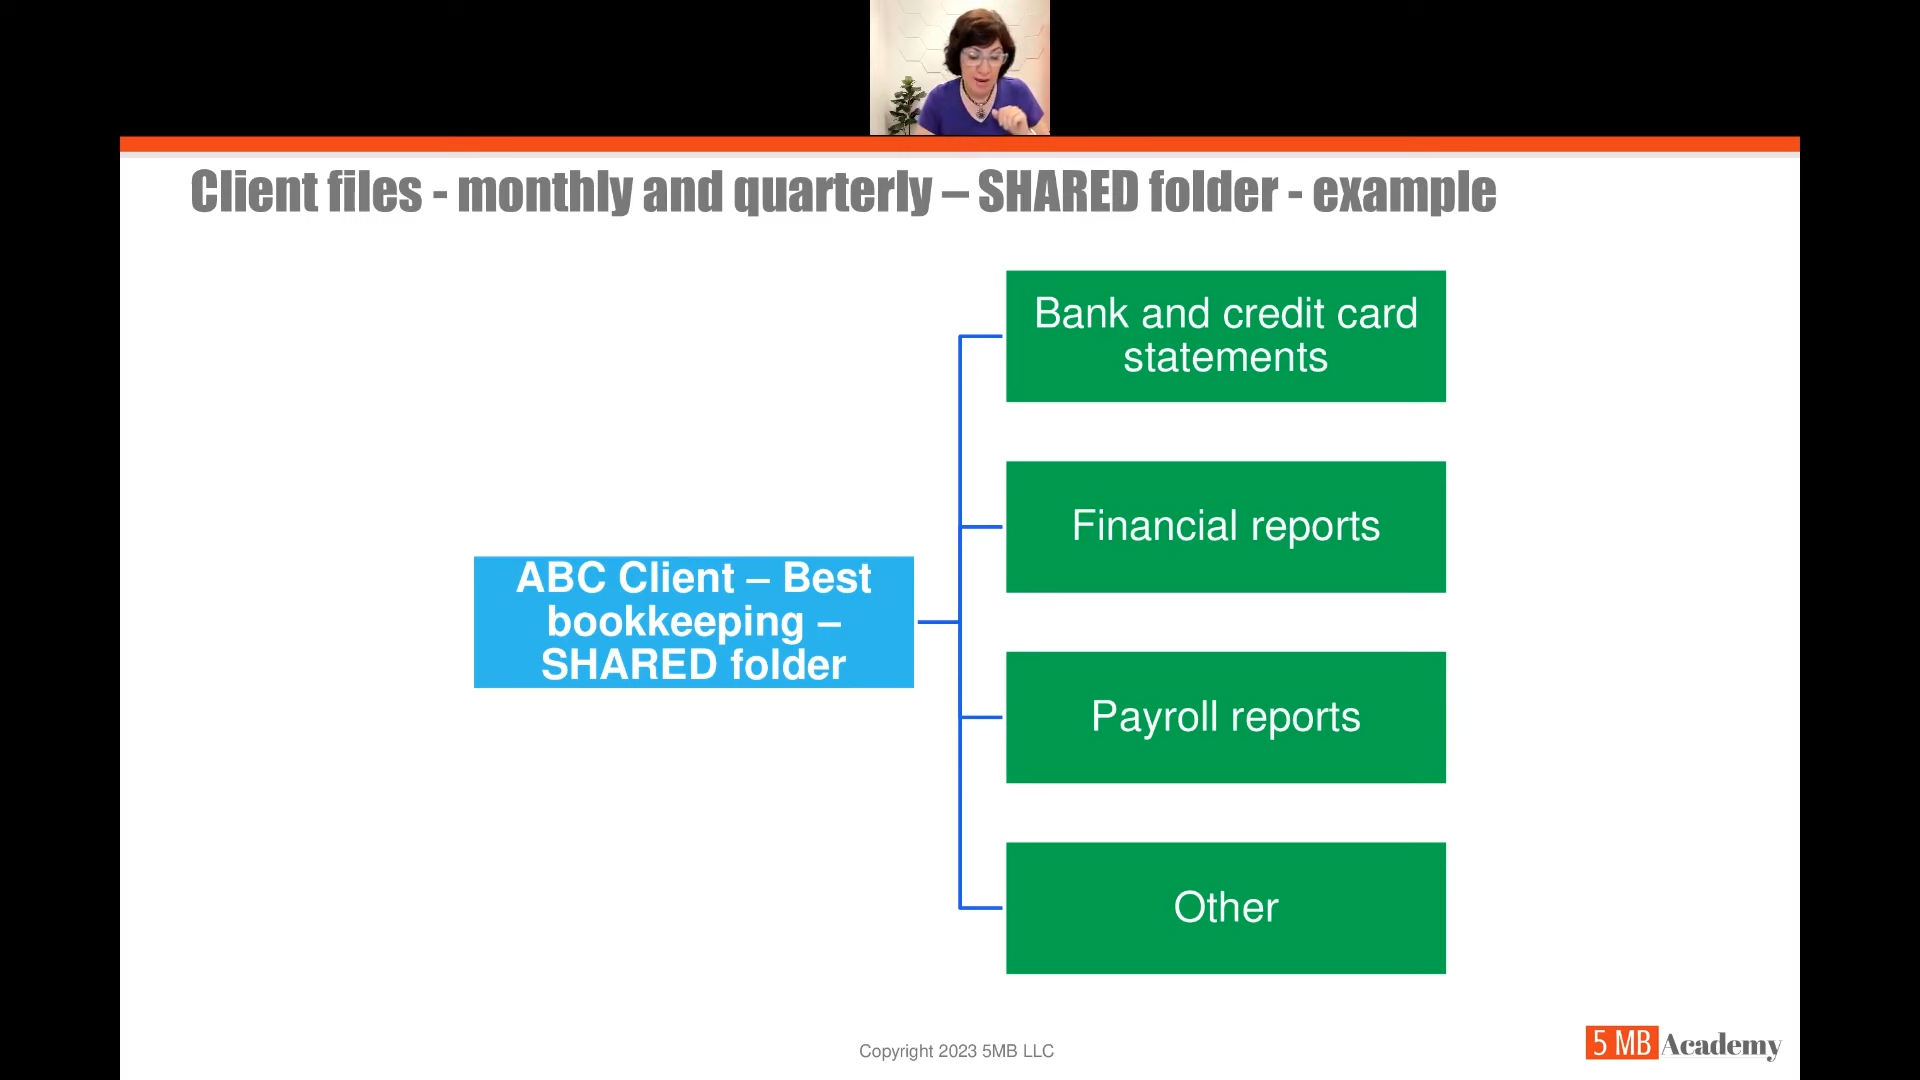 Client files - monthly and quarterly – SHARED folder - example
Bank and credit card
statements
Financial reports
ABC Client – Best
bookkeeping –
SHARED folder
Payroll reports
Other
Copyright 2023 5MB LLC
5 MB Academy